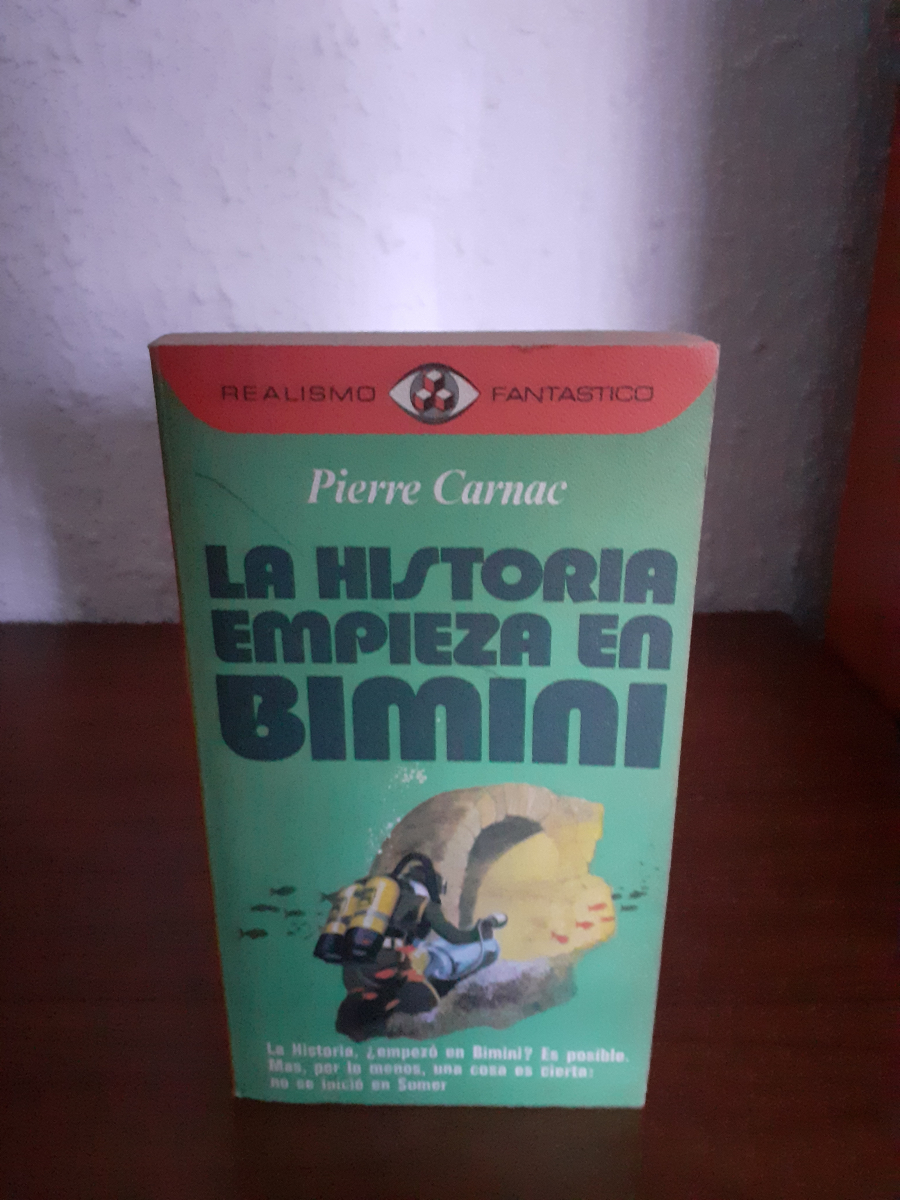 REALISMO FANTASTICO
Pierre Carnac
LA HISTORIA
EMPIEZA EN
BIMINI
La Historia, ¿empezó en Bimini? Es posible.
Mas, por lo menos, una cosa es cierta:
no se inició en Sumer